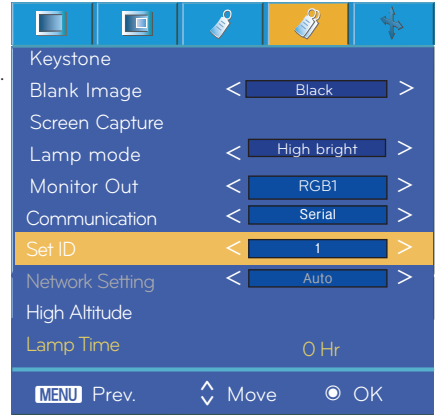 Keystone
Blank Image < Black >
Screen Capture
Lamp mode < High bright >
Monitor Out < RGB1 >
Communication < Serial >
Set ID < 1 >
Network Setting < Auto >
High Altitude
Lamp Time 0 Hr
MENU Prev. Move OK